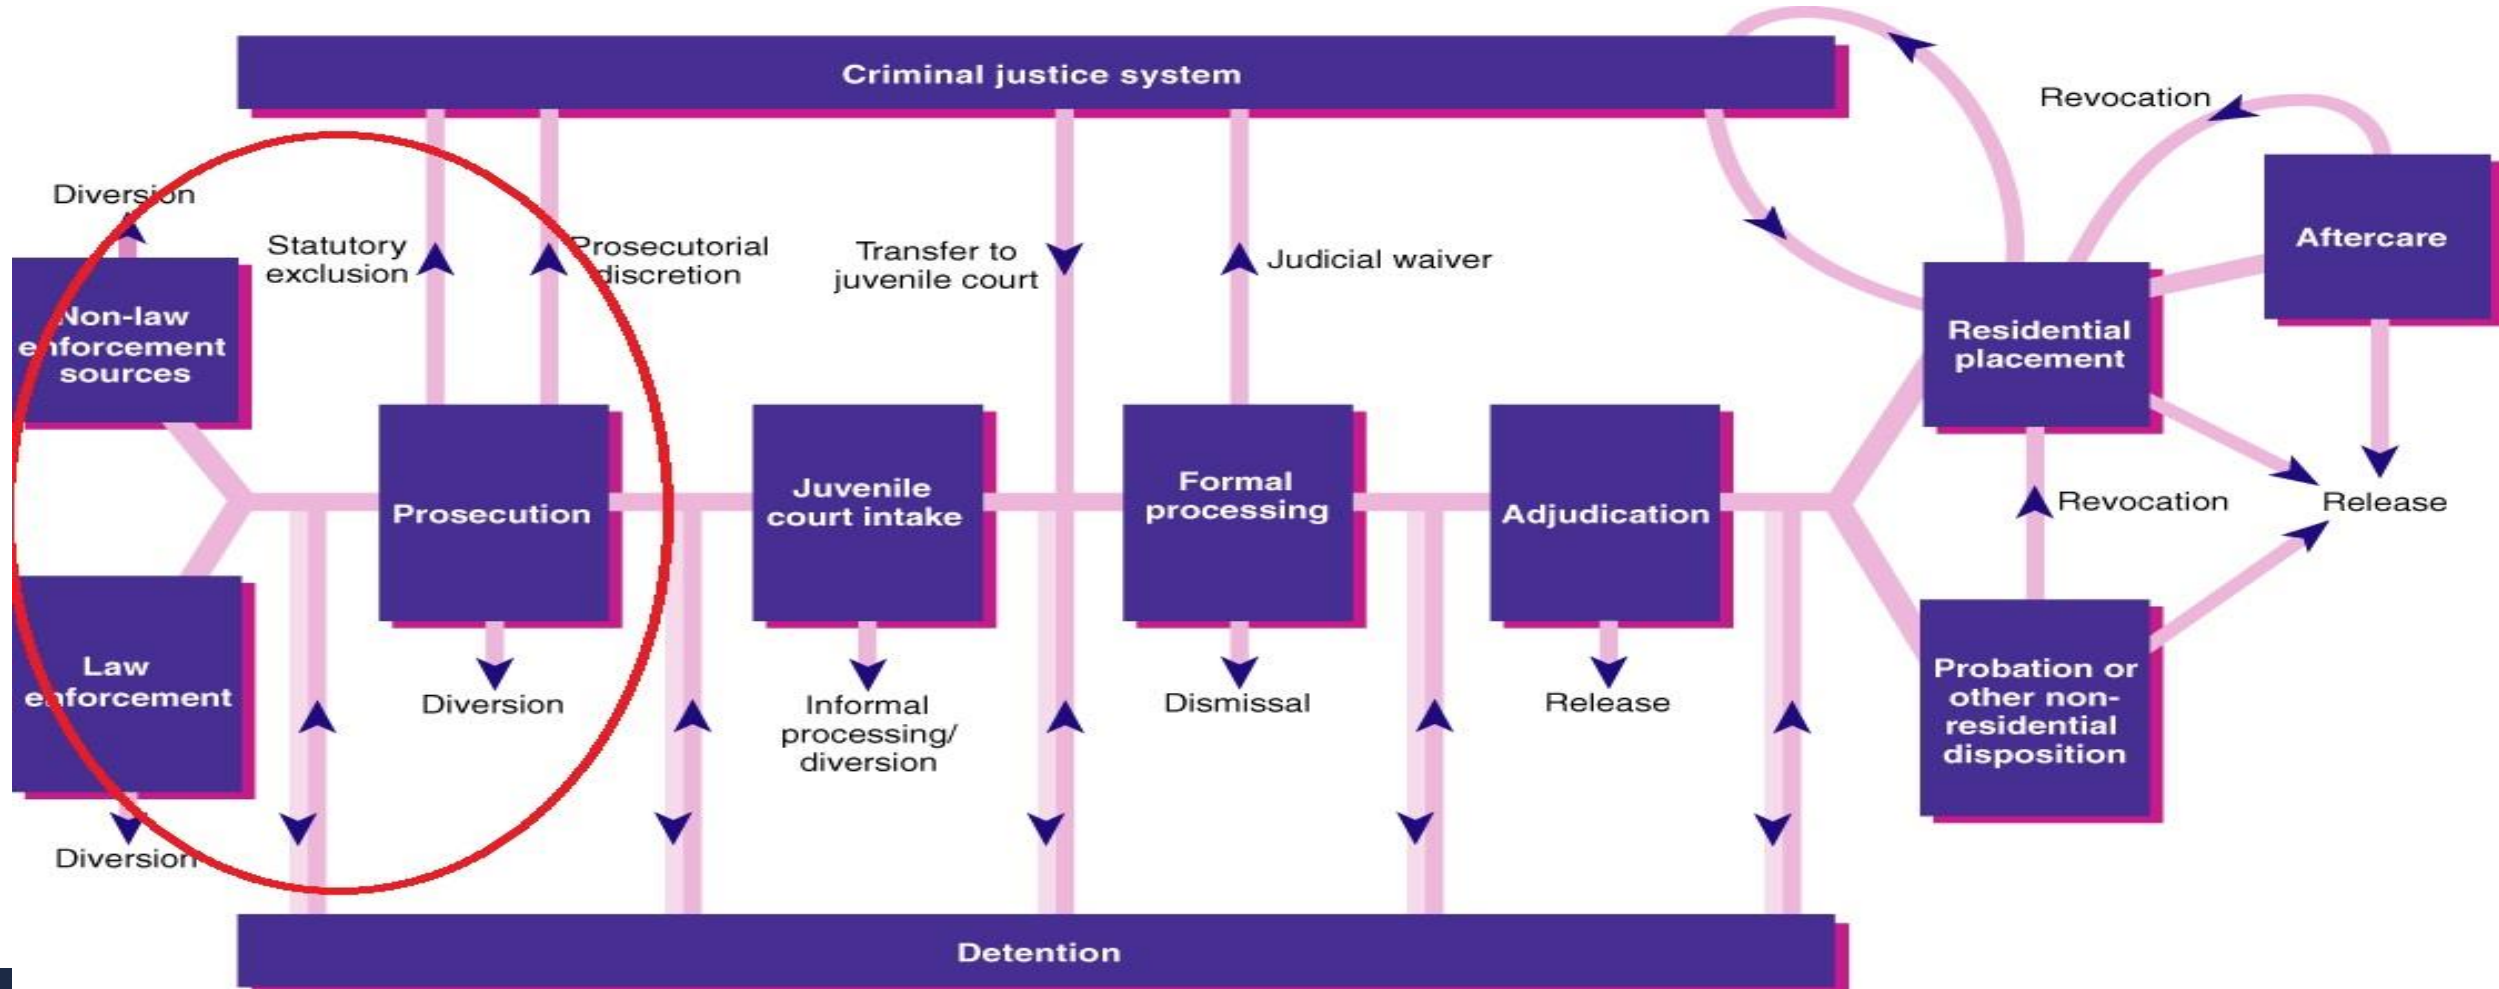 Criminal justice system
Revocation
Diversion
Statutory
exclusion
Prosecutorial
discretion
Transfer to
juvenile court
Judicial waiver
Aftercare
Non-law
enforcement
sources
Residential
placement
Prosecution
Juvenile
court intake
Formal
processing
Adjudication
Revocation
Release
Law
enforcement
Diversion
Informal
processing/
diversion
Dismissal
Release
Probation or
other non-
residential
disposition
Diversion
Detention